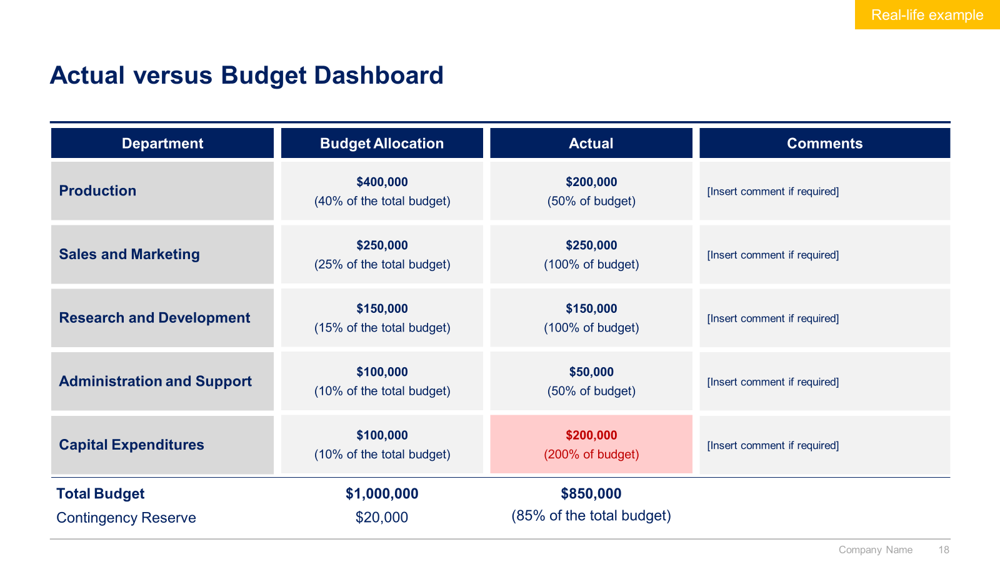 Real-life example
Actual versus Budget Dashboard
Department
Budget Allocation
Actual
Comments
Production
$400,000
(40% of the total budget)
$200,000
(50% of budget)
[Insert comment if required]
Sales and Marketing
$250,000
(25% of the total budget)
$250,000
(100% of budget)
[Insert comment if required]
Research and Development
$150,000
(15% of the total budget)
$150,000
(100% of budget)
[Insert comment if required]
Administration and Support
$100,000
(10% of the total budget)
$50,000
(50% of budget)
[Insert comment if required]
Capital Expenditures
$100,000
(10% of the total budget)
$200,000
(200% of budget)
[Insert comment if required]
Total Budget
$1,000,000
$850,000
Contingency Reserve
$20,000
(85% of the total budget)
Company Name
18